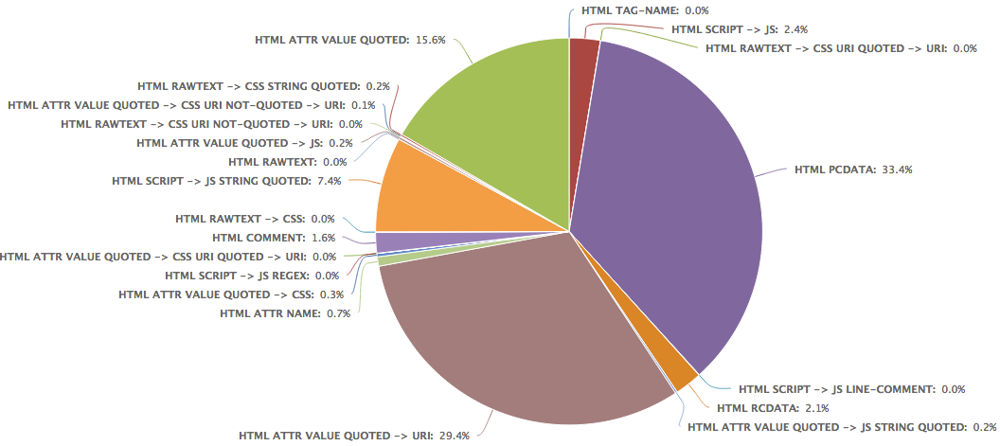 HTML TAG-NAME: 0.0%
HTML SCRIPT -> JS: 2.4%
HTML RAWTEXT -> CSS URI QUOTED -> URI: 0.0%
HTML PCDATA: 33.4%
HTML SCRIPT -> JS LINE-COMMENT: 0.0%
HTML RCDATA: 2.1%
HTML ATTR VALUE QUOTED -> JS STRING QUOTED: 0.2%
HTML ATTR VALUE QUOTED -> URI: 29.4%
HTML ATTR NAME: 0.7%
HTML ATTR VALUE QUOTED -> CSS: 0.3%
HTML SCRIPT -> JS REGEX: 0.0%
HTML ATTR VALUE QUOTED -> CSS URI QUOTED -> URI: 0.0%
HTML COMMENT: 1.6%
HTML RAWTEXT -> CSS: 0.0%
HTML SCRIPT -> JS STRING QUOTED: 7.4%
HTML RAWTEXT: 0.0%
HTML ATTR VALUE QUOTED -> JS: 0.2%
HTML RAWTEXT -> CSS URI NOT-QUOTED -> URI: 0.0%
HTML ATTR VALUE QUOTED -> CSS URI NOT-QUOTED -> URI: 0.1%
HTML RAWTEXT -> CSS STRING QUOTED: 0.2%
HTML ATTR VALUE QUOTED: 15.6%